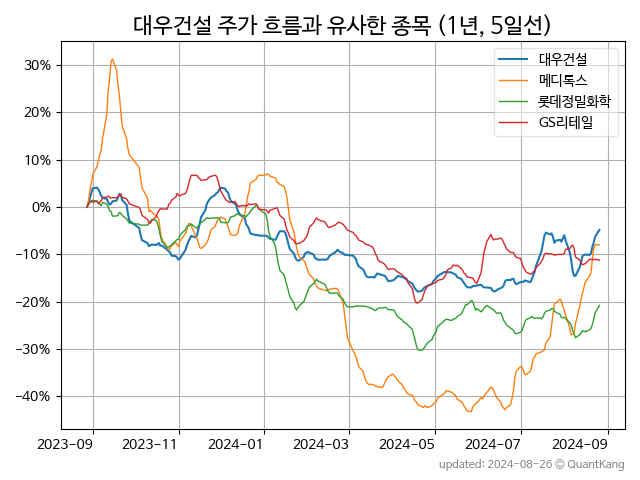 대우건설 주가 흐름과 유사한 종목 (1년, 5일선)
대우건설
메디톡스
롯데정밀화학
GS리테일
30%
20%
10%
0%
−10%
−20%
−30%
−40%
2023-09 2023-11 2024-01 2024-03 2024-05 2024-07 2024-09
updated: 2024-08-26 © QuantKang